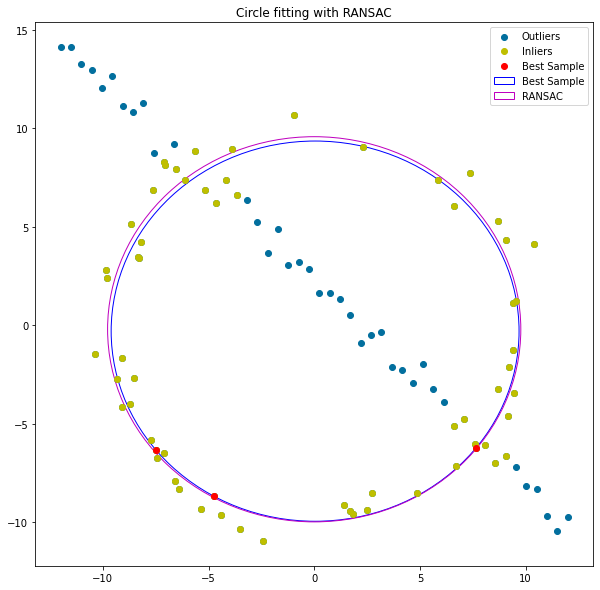 Circle fitting with RANSAC
Outliers
Inliers
Best Sample
Best Sample
RANSAC
15
10
5
0
−5
−10
−10
−5
0
5
10